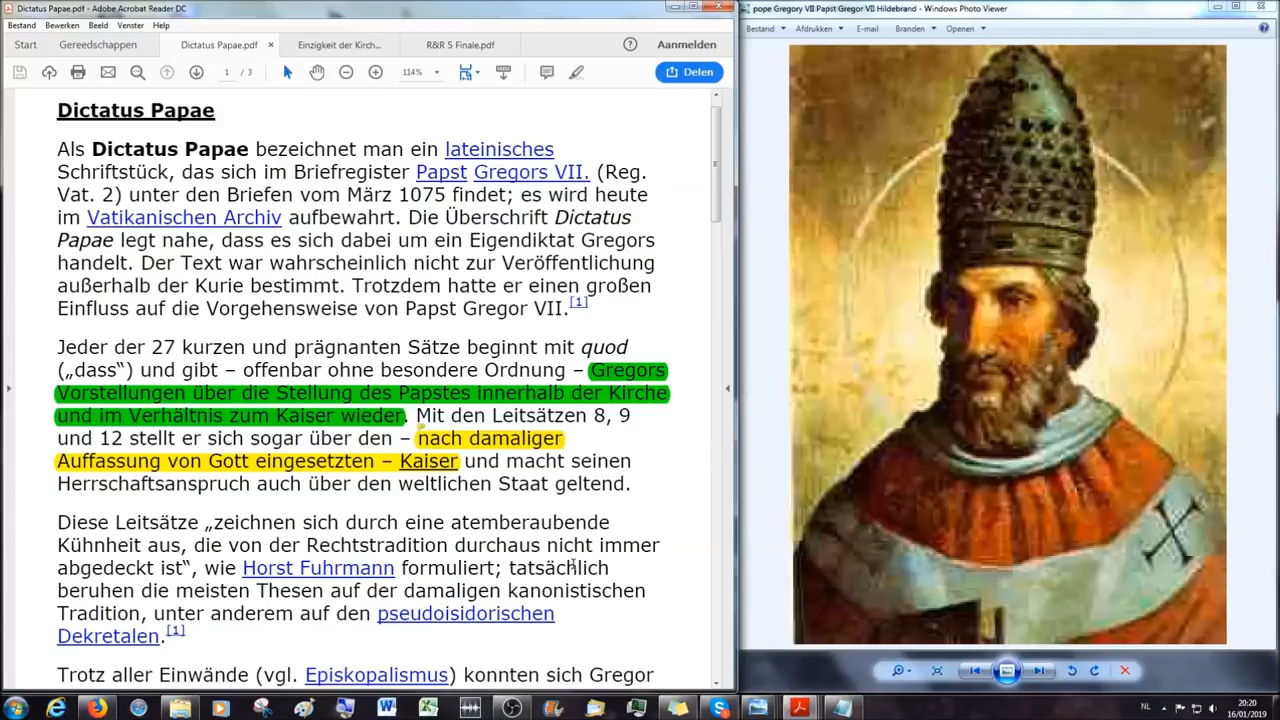 Dictatus Papae.pdf - Adobe Acrobat Reader DC
Bestand Bewerken Beeld Venster Help
Start Gereedschappen Dictatus Papae.pdf × Einzigkeit der Kirch... R&R 5 Finale.pdf Aanmelden
1 / 3 114% Delen
Dictatus Papae
Als Dictatus Papae bezeichnet man ein lateinisches
Schriftstück, das sich im Briefregister Papst Gregors VII. (Reg.
Vat. 2) unter den Briefen vom März 1075 findet; es wird heute
im Vatikanischen Archiv aufbewahrt. Die Überschrift Dictatus
Papae legt nahe, dass es sich dabei um ein Eigendiktat Gregors
handelt. Der Text war wahrscheinlich nicht zur Veröffentlichung
außerhalb der Kurie bestimmt. Trotzdem hatte er einen großen
Einfluss auf die Vorgehensweise von Papst Gregor VII.[1]
Jeder der 27 kurzen und prägnanten Sätze beginnt mit quod
(„dass“) und gibt – offenbar ohne besondere Ordnung – Gregors
Vorstellungen über die Stellung des Papstes innerhalb der Kirche
und im Verhältnis zum Kaiser wieder. Mit den Leitsätzen 8, 9
und 12 stellt er sich sogar über den – nach damaliger
Auffassung von Gott eingesetzten – Kaiser und macht seinen
Herrschaftsanspruch auch über den weltlichen Staat geltend.
Diese Leitsätze „zeichnen sich durch eine atemberaubende
Kühnheit aus, die von der Rechtstradition durchaus nicht immer
abgedeckt ist“, wie Horst Fuhrmann formuliert; tatsächlich
beruhen die meisten Thesen auf der damaligen kanonistischen
Tradition, unter anderem auf den pseudoisidorischen
Dekretalen.[1]
Trotz aller Einwände (vgl. Episkopalismus) konnten sich Gregor
pope Gregory VII Papst Gregor VII Hildebrand - Windows Photo Viewer
Bestand Afdrukken E-mail Branden Openen
NL
20:20
16/01/2019